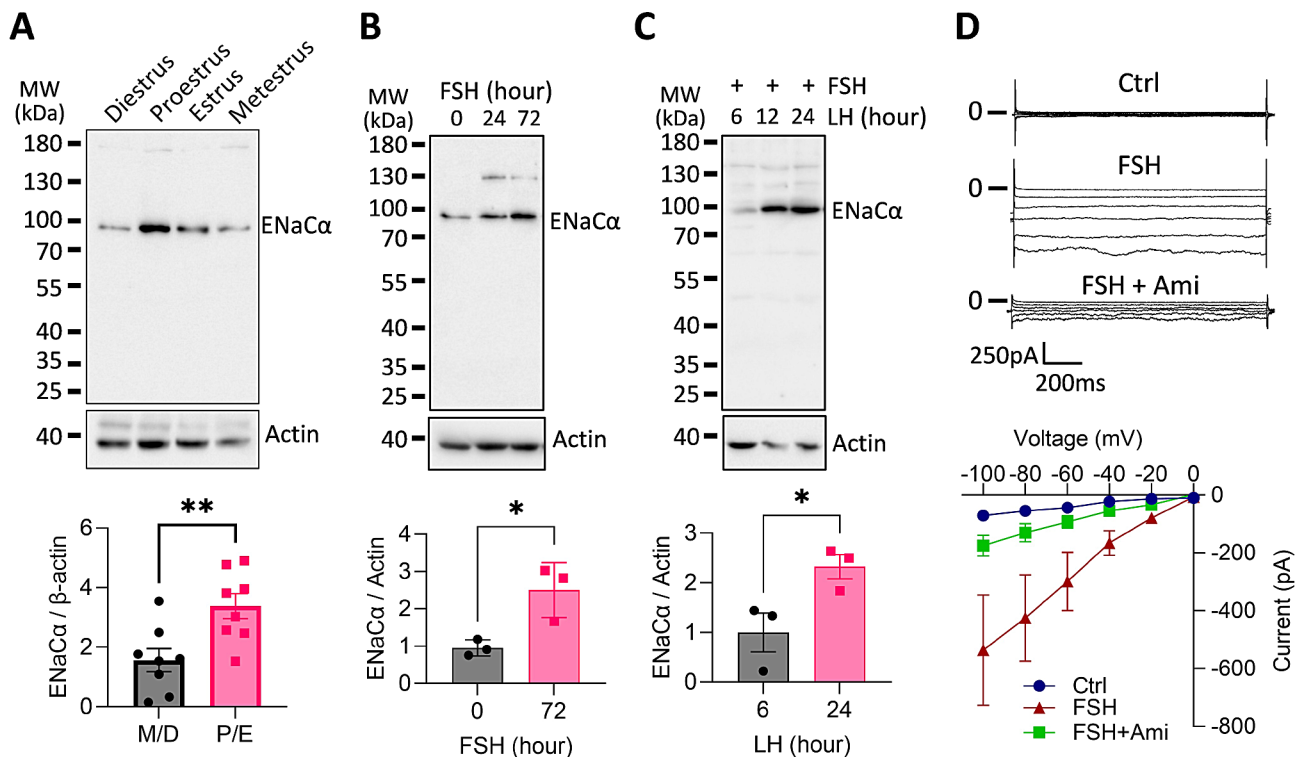 A
Diestrus
Proestrus
Estrus
Metestrus
MW
(kDa)
180
130
100
70
55
40
35
25
ENaCα
40
Actin
**
6
4
2
0
ENaCα / β-actin
M/D
P/E
B
FSH (hour)
MW
(kDa)
0 24 72
180
130
100
70
55
40
35
25
ENaCα
40
Actin
*
4
3
2
1
0
ENaCα / Actin
0
72
FSH (hour)
C
+ + + FSH
MW
(kDa)
6 12 24 LH (hour)
180
130
100
70
55
40
35
25
ENaCα
40
Actin
*
3
2
1
0
ENaCα / Actin
6
24
LH (hour)
D
Ctrl
0
FSH
0
FSH + Ami
0
250pA
200ms
Voltage (mV)
-100 -80 -60 -40 -20 0
0
-200
-400
-600
-800
Current (pA)
Ctrl
FSH
FSH+Ami